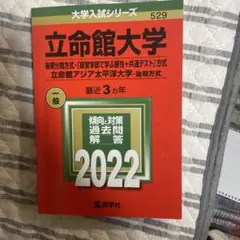 大学入試シリーズ
529
立命館大学
後期分割方式・「経営学部で学ぶ感性+共通テスト」方式
立命館アジア太平洋大学-後期方式
一般
最近3カ年
傾向と対策
過去問
解答
2022
教学社